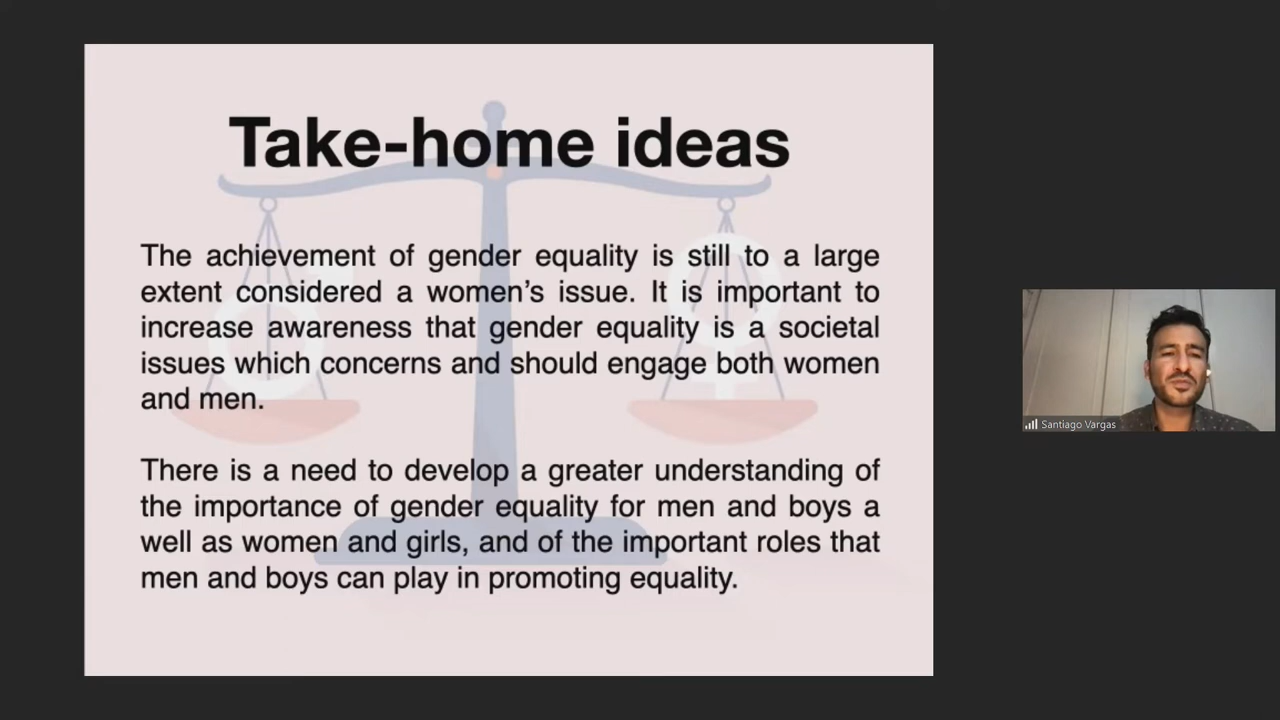 Take-home ideas
The achievement of gender equality is still to a large
extent considered a women’s issue. It is important to
increase awareness that gender equality is a societal
issues which concerns and should engage both women
and men.
There is a need to develop a greater understanding of
the importance of gender equality for men and boys a
well as women and girls, and of the important roles that
men and boys can play in promoting equality.
Santiago Vargas